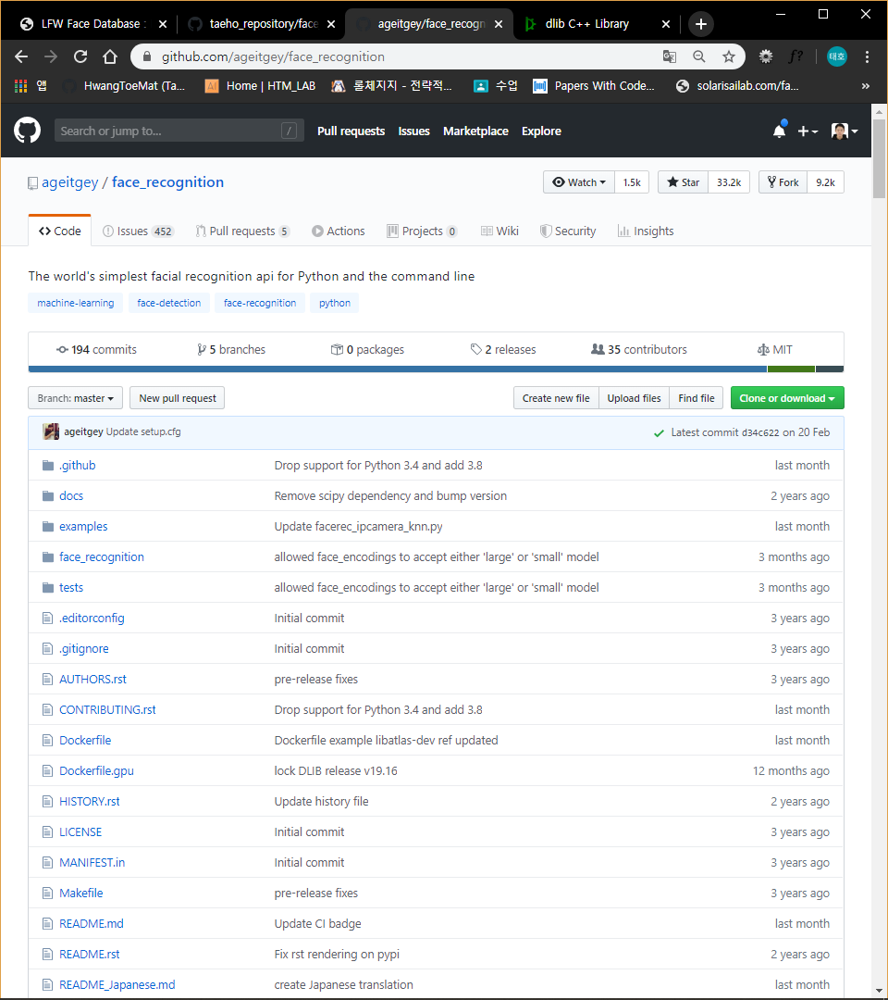 LFW Face Database :
taeho_repository/face
ageitgey/face_recogn
dlib C++ Library
github.com/ageitgey/face_recognition
f?
태호
앱
HwangToeMat (Ta...
Home | HTM_LAB
롤체지지 - 전략적...
수업
Papers With Code...
solarisailab.com/fa...
»
Search or jump to...
/
Pull requests
Issues
Marketplace
Explore
ageitgey / face_recognition
Watch
1.5k
Star
33.2k
Fork
9.2k
Code
Issues 452
Pull requests 5
Actions
Projects 0
Wiki
Security
Insights
The world's simplest facial recognition api for Python and the command line
machine-learning
face-detection
face-recognition
python
194 commits
5 branches
0 packages
2 releases
35 contributors
MIT
Branch: master
New pull request
Create new file
Upload files
Find file
Clone or download
ageitgey Update setup.cfg
Latest commit d34c622 on 20 Feb
.github Drop support for Python 3.4 and add 3.8 last month
docs Remove scipy dependency and bump version 2 years ago
examples Update facerec_ipcamera_knn.py last month
face_recognition allowed face_encodings to accept either 'large' or 'small' model 3 months ago
tests allowed face_encodings to accept either 'large' or 'small' model 3 months ago
.editorconfig Initial commit 3 years ago
.gitignore Initial commit 3 years ago
AUTHORS.rst pre-release fixes 3 years ago
CONTRIBUTING.rst Drop support for Python 3.4 and add 3.8 last month
Dockerfile Dockerfile example libatlas-dev ref updated last month
Dockerfile.gpu lock DLIB release v19.16 12 months ago
HISTORY.rst Update history file 2 years ago
LICENSE Initial commit 3 years ago
MANIFEST.in Initial commit 3 years ago
Makefile pre-release fixes 3 years ago
README.md Update CI badge last month
README.rst Fix rst rendering on pypi 2 years ago
README_Japanese.md create Japanese translation last month